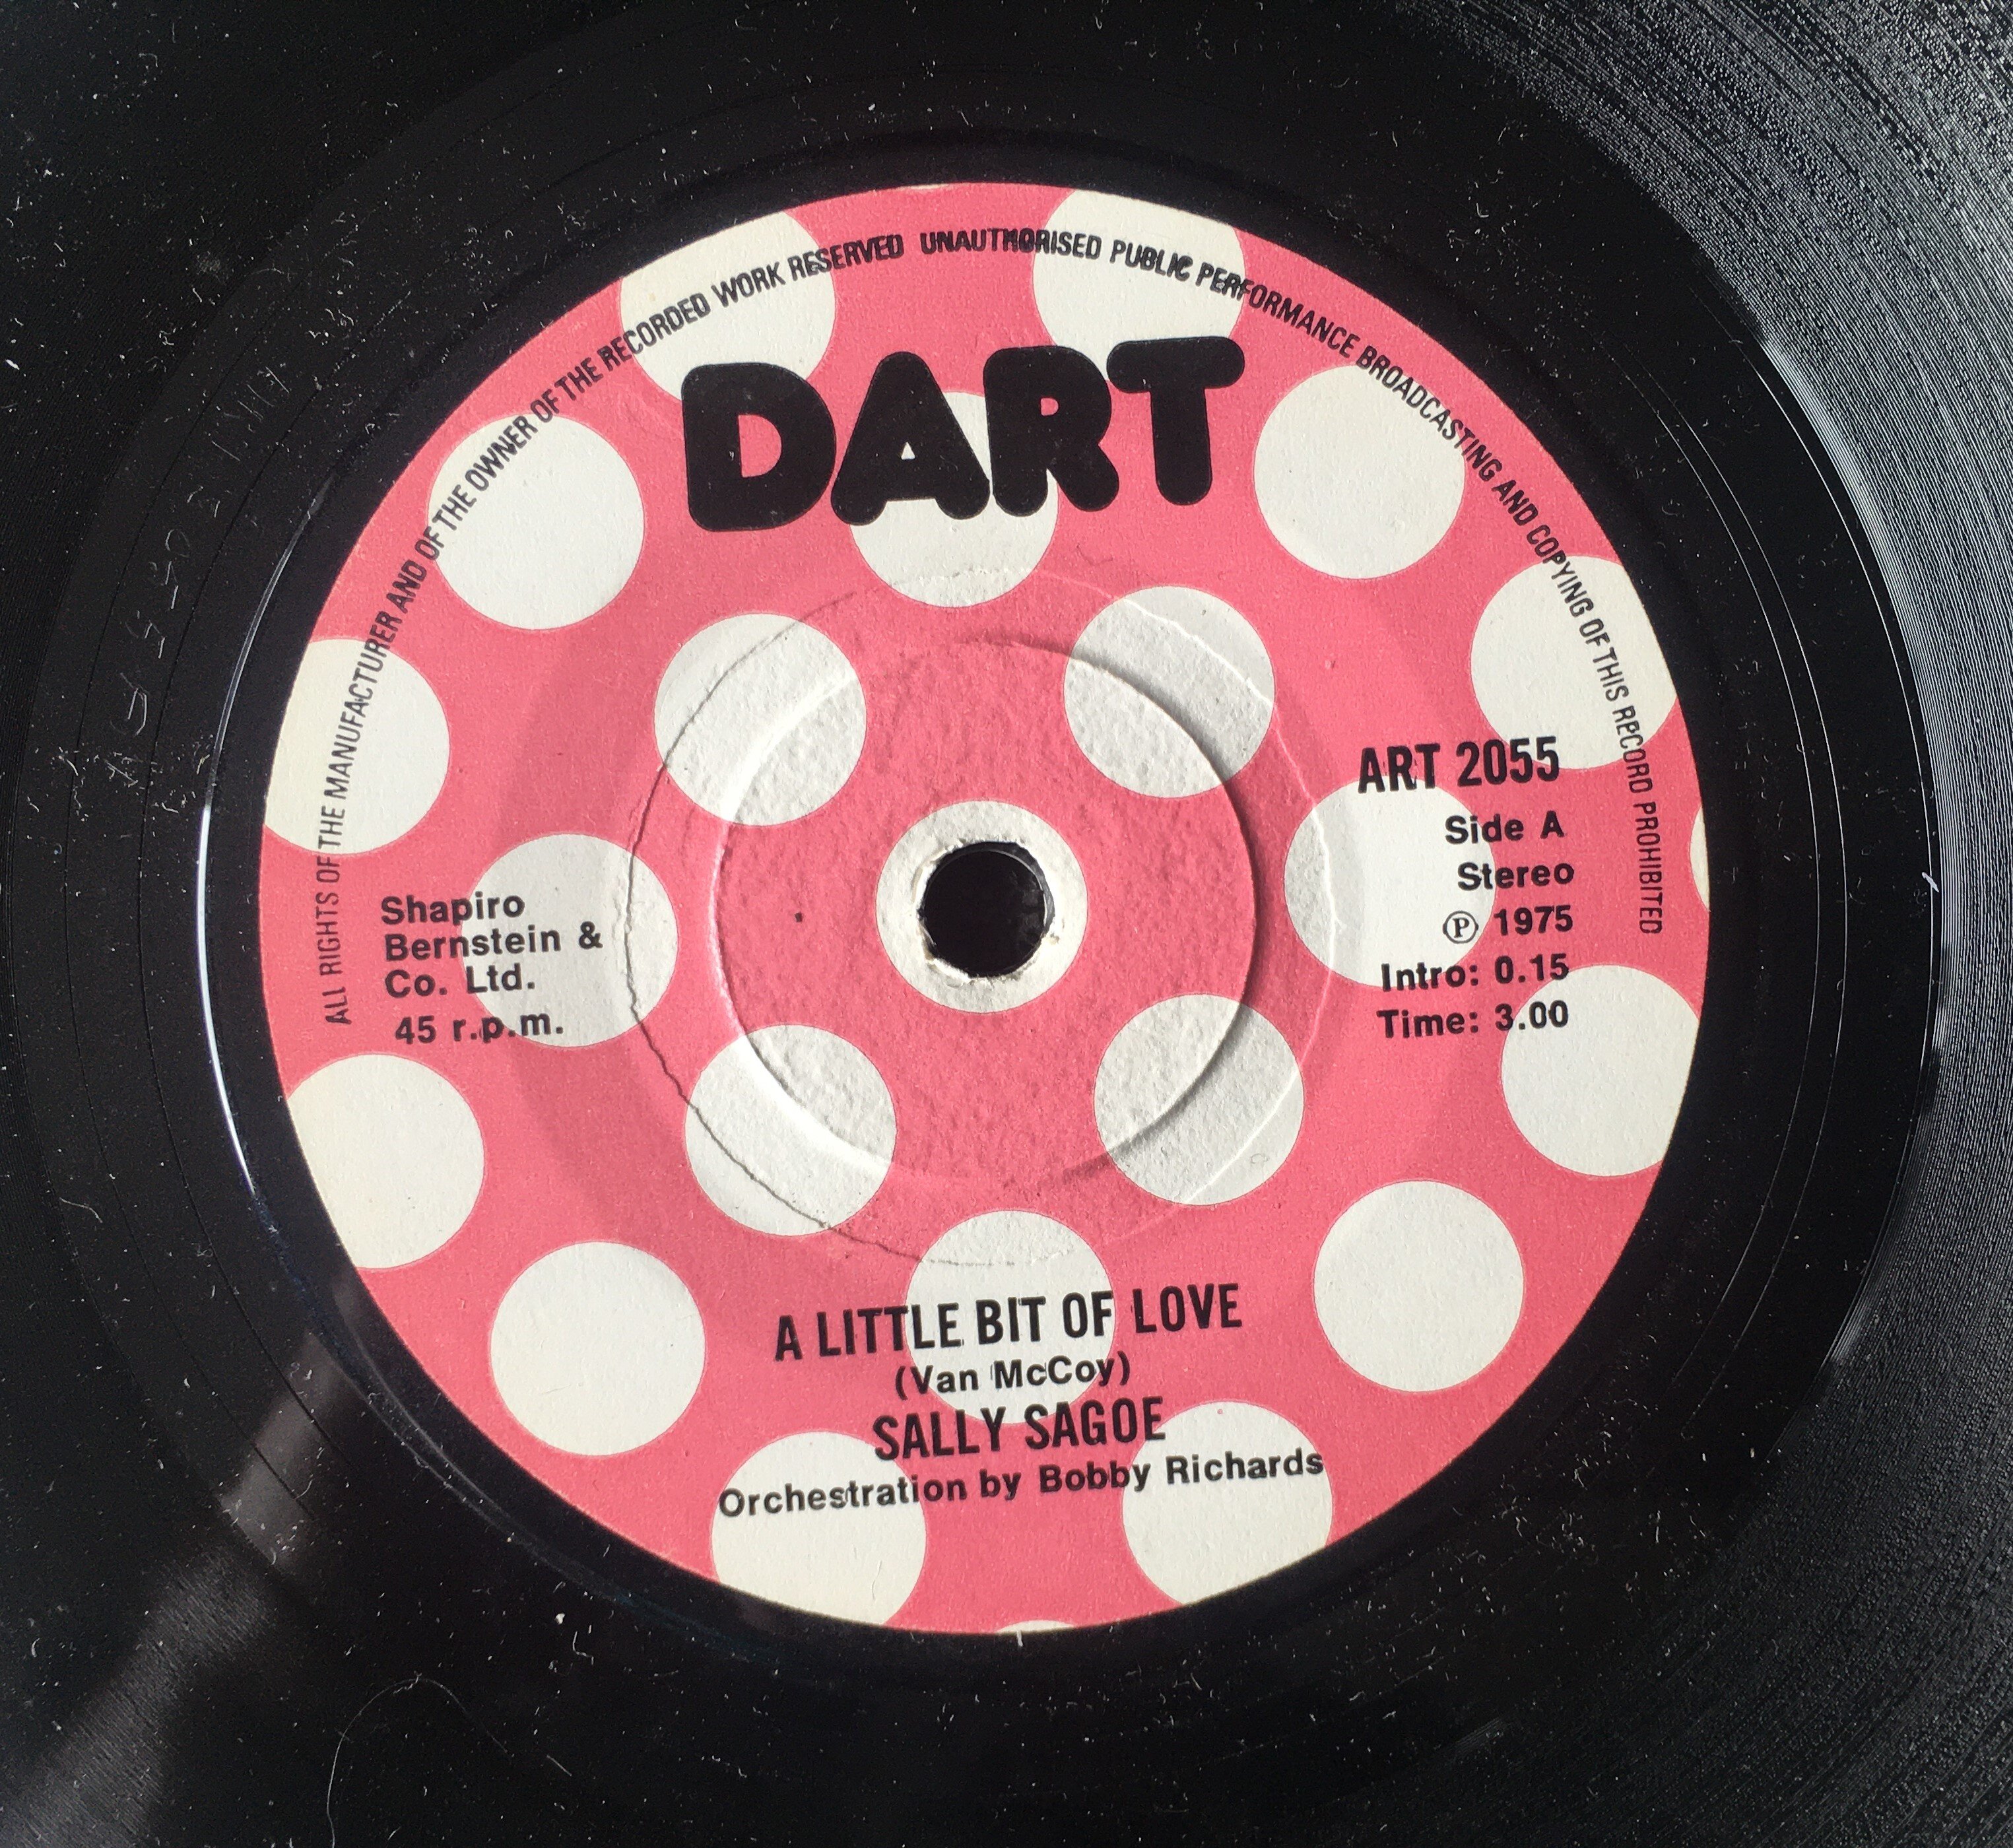 ALL RIGHTS OF THE MANUFACTURER AND OF THE OWNER OF THE RECORDED WORK RESERVED UNAUTHORISED PUBLIC PERFORMANCE BROADCASTING AND COPYING OF THIS RECORD PROHIBITED
DART
ART 2055
Side A
Stereo
Ⓟ 1975
Intro: 0.15
Time: 3.00
Shapiro
Bernstein &
Co. Ltd.
45 r.p.m.
A LITTLE BIT OF LOVE
(Van McCoy)
SALLY SAGOE
Orchestration by Bobby Richards